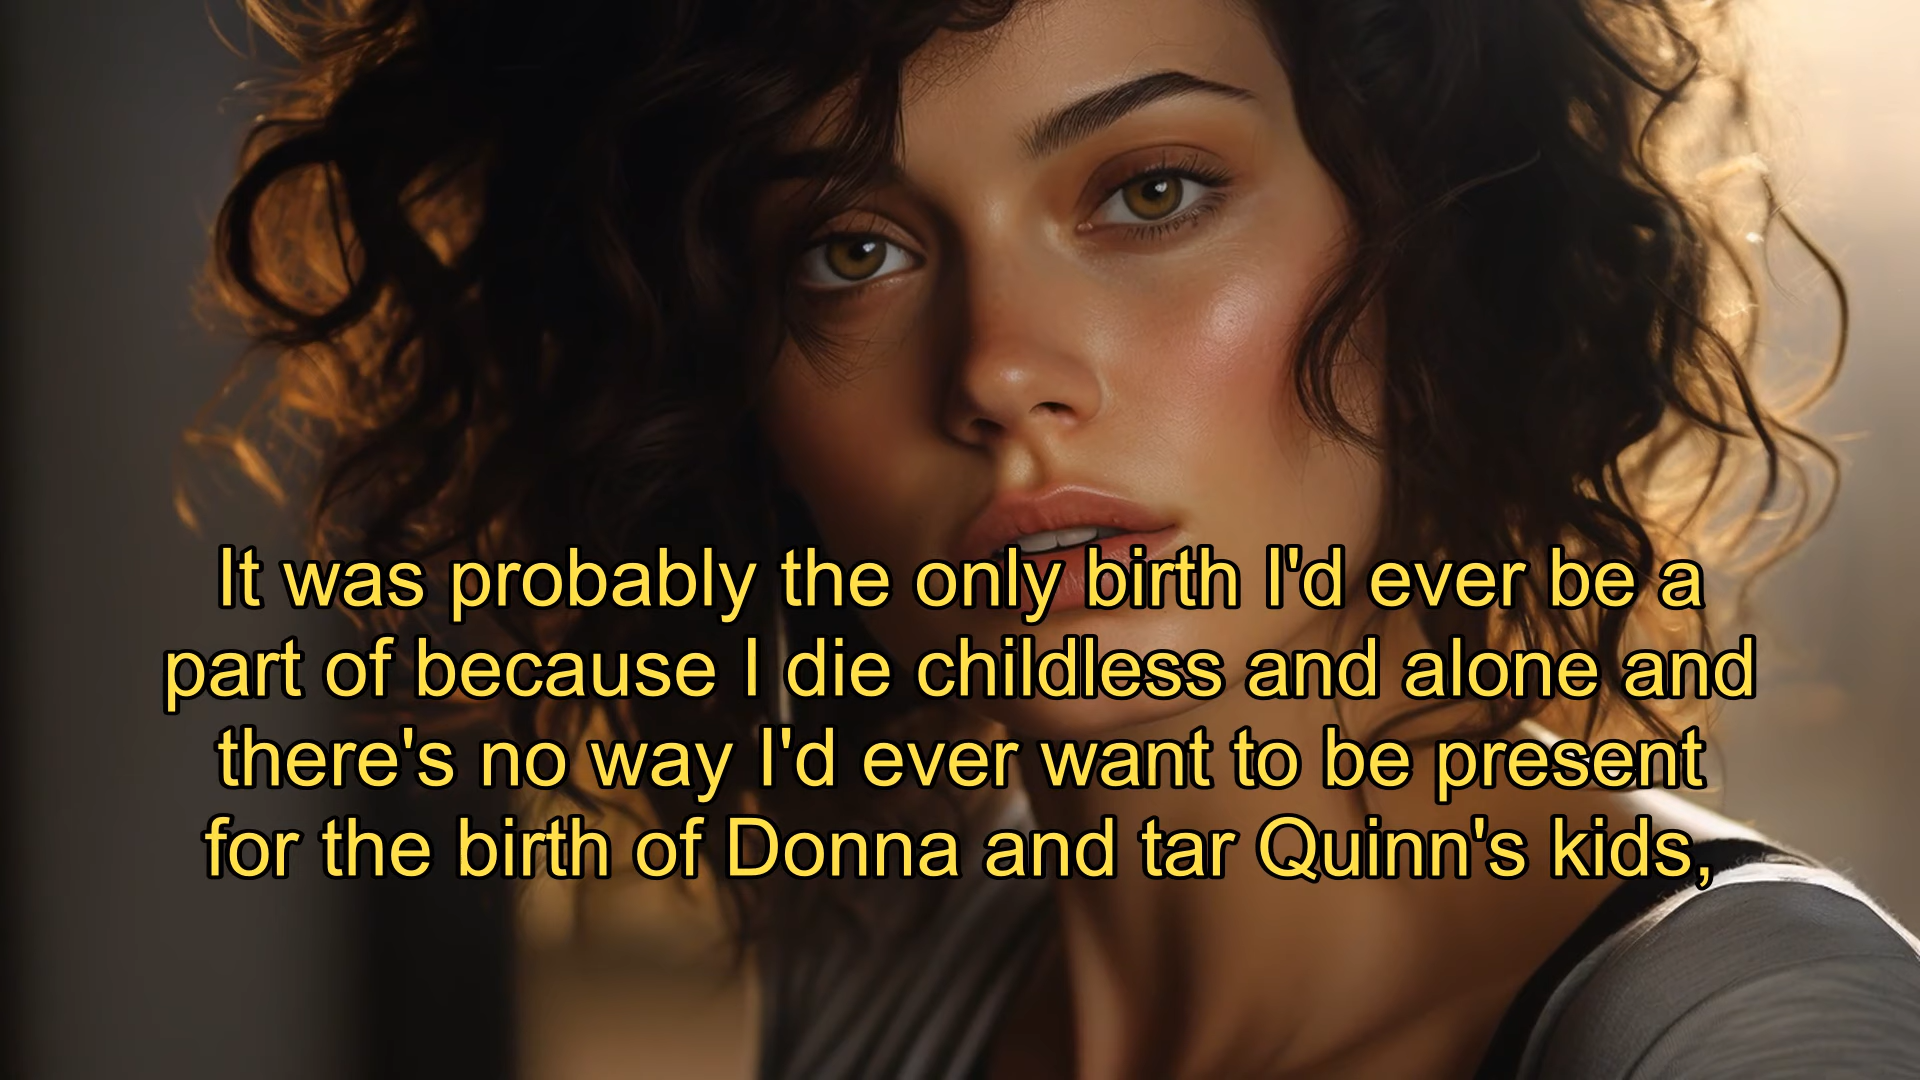 It was probably the only birth I'd ever be a
part of because I die childless and alone and
there's no way I'd ever want to be present
for the birth of Donna and tar Quinn's kids,